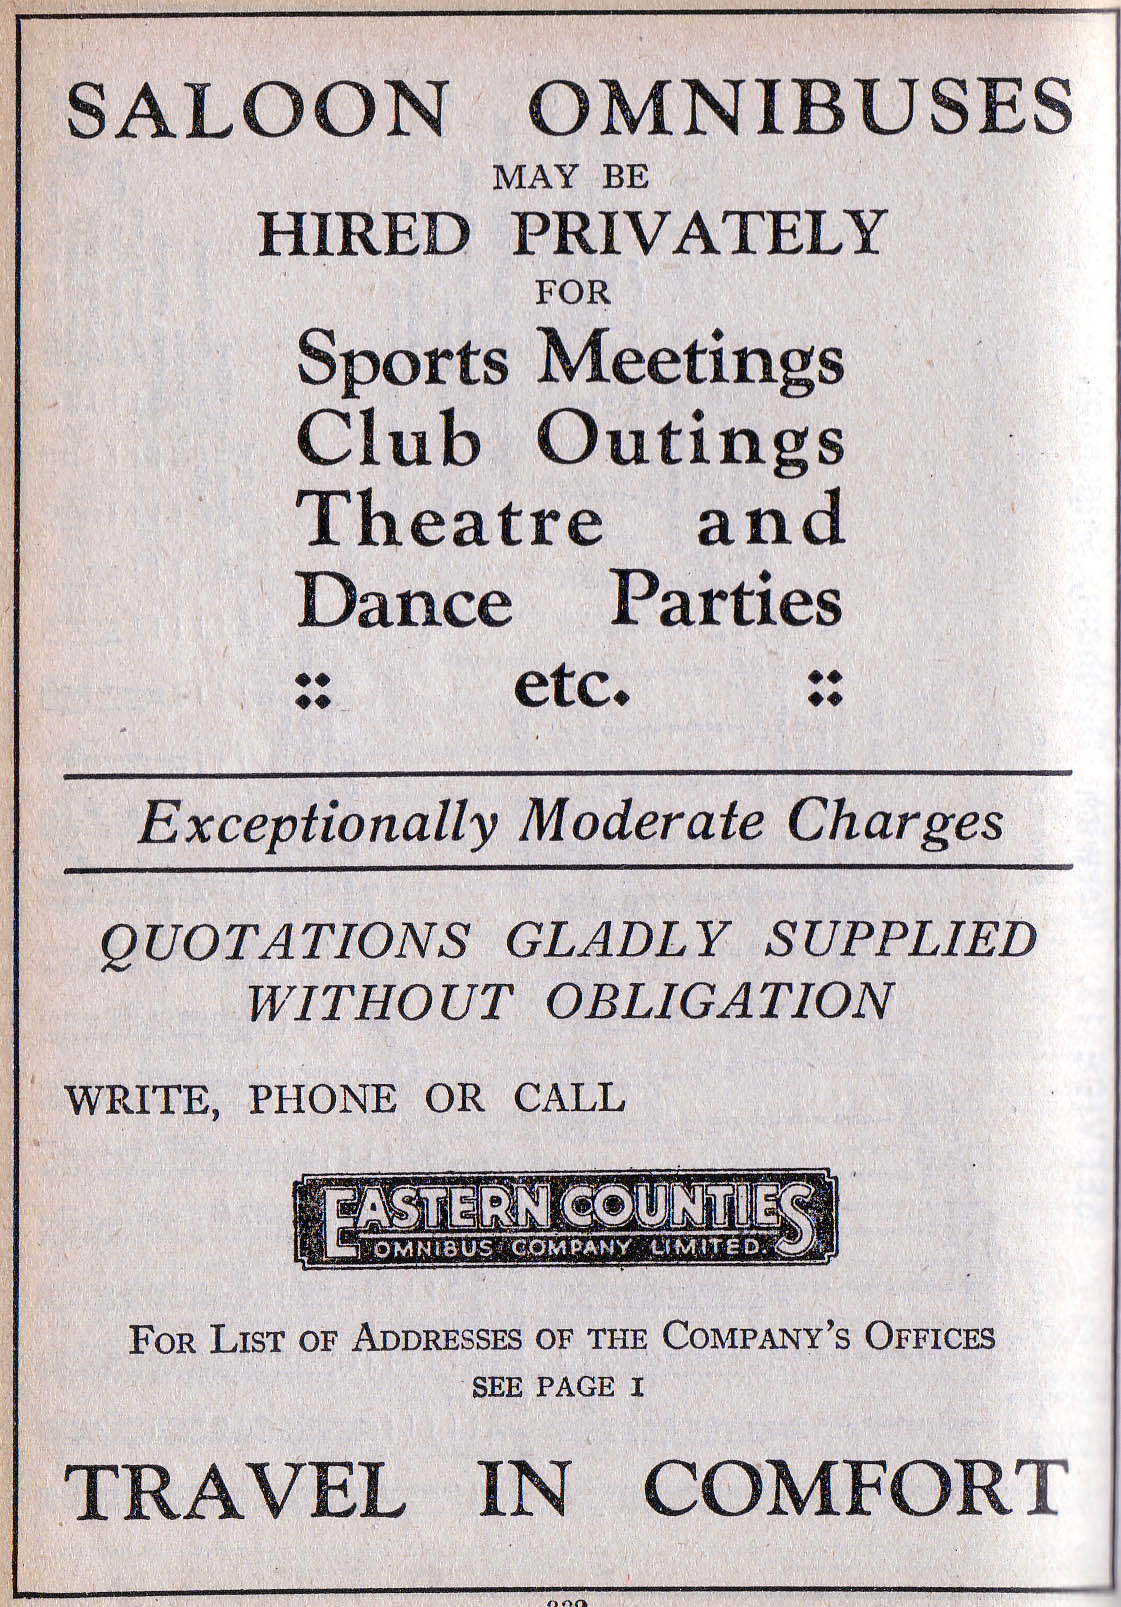 SALOON OMNIBUSES
MAY BE
HIRED PRIVATELY
FOR
Sports Meetings
Club Outings
Theatre and
Dance Parties
:: etc. ::
Exceptionally Moderate Charges
QUOTATIONS GLADLY SUPPLIED
WITHOUT OBLIGATION
WRITE, PHONE OR CALL
EASTERN COUNTIES
OMNIBUS COMPANY LIMITED.
FOR LIST OF ADDRESSES OF THE COMPANY'S OFFICES
SEE PAGE 1
TRAVEL IN COMFORT